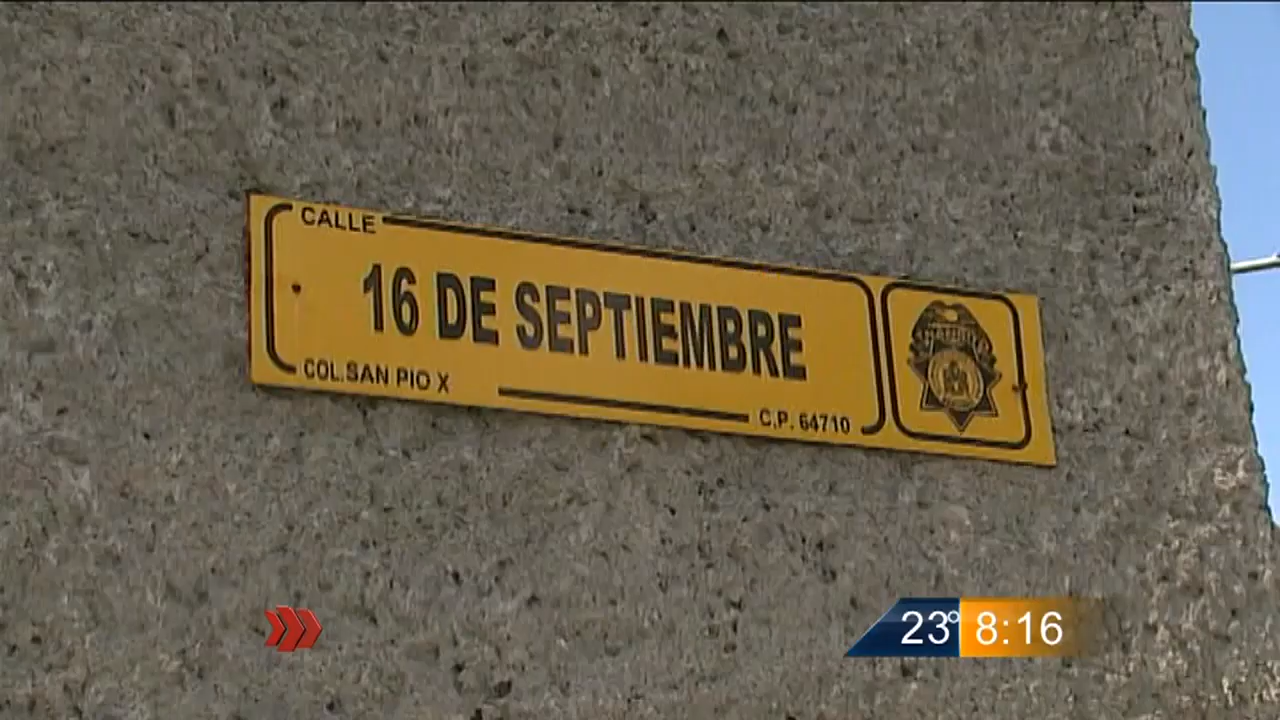 CALLE
16 DE SEPTIEMBRE
COL.SAN PIO X
C.P. 64710
23° 8:16